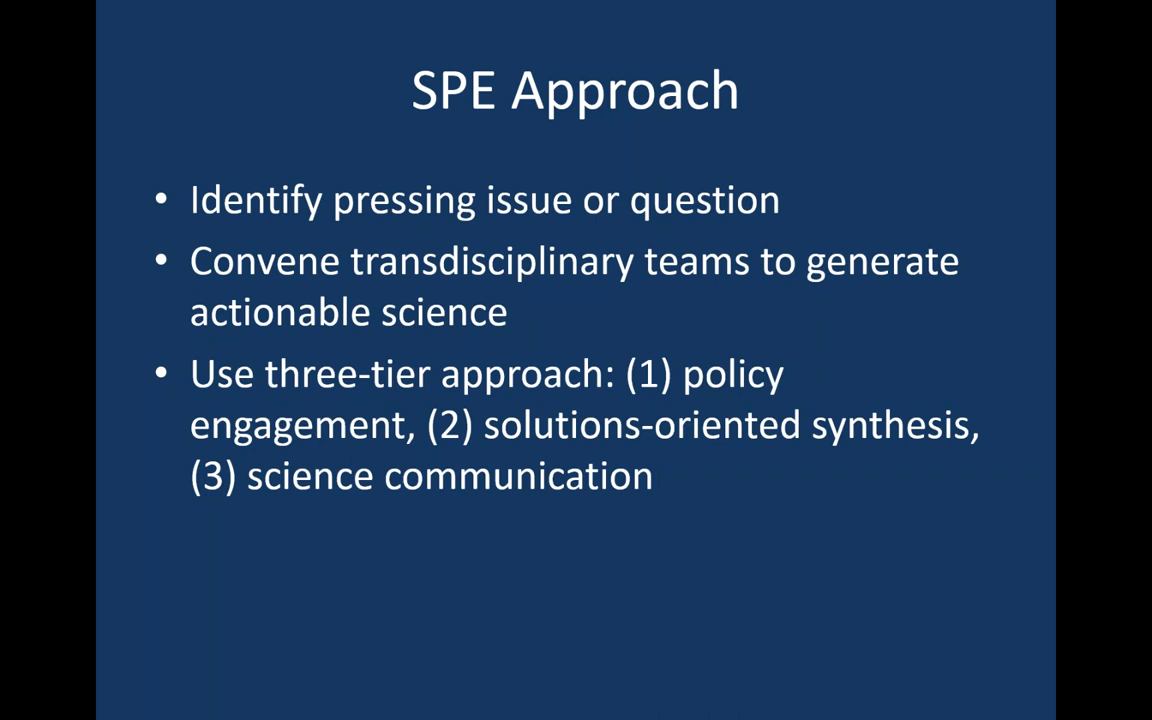 SPE Approach
• Identify pressing issue or question
• Convene transdisciplinary teams to generate
actionable science
• Use three-tier approach: (1) policy
engagement, (2) solutions-oriented synthesis,
(3) science communication